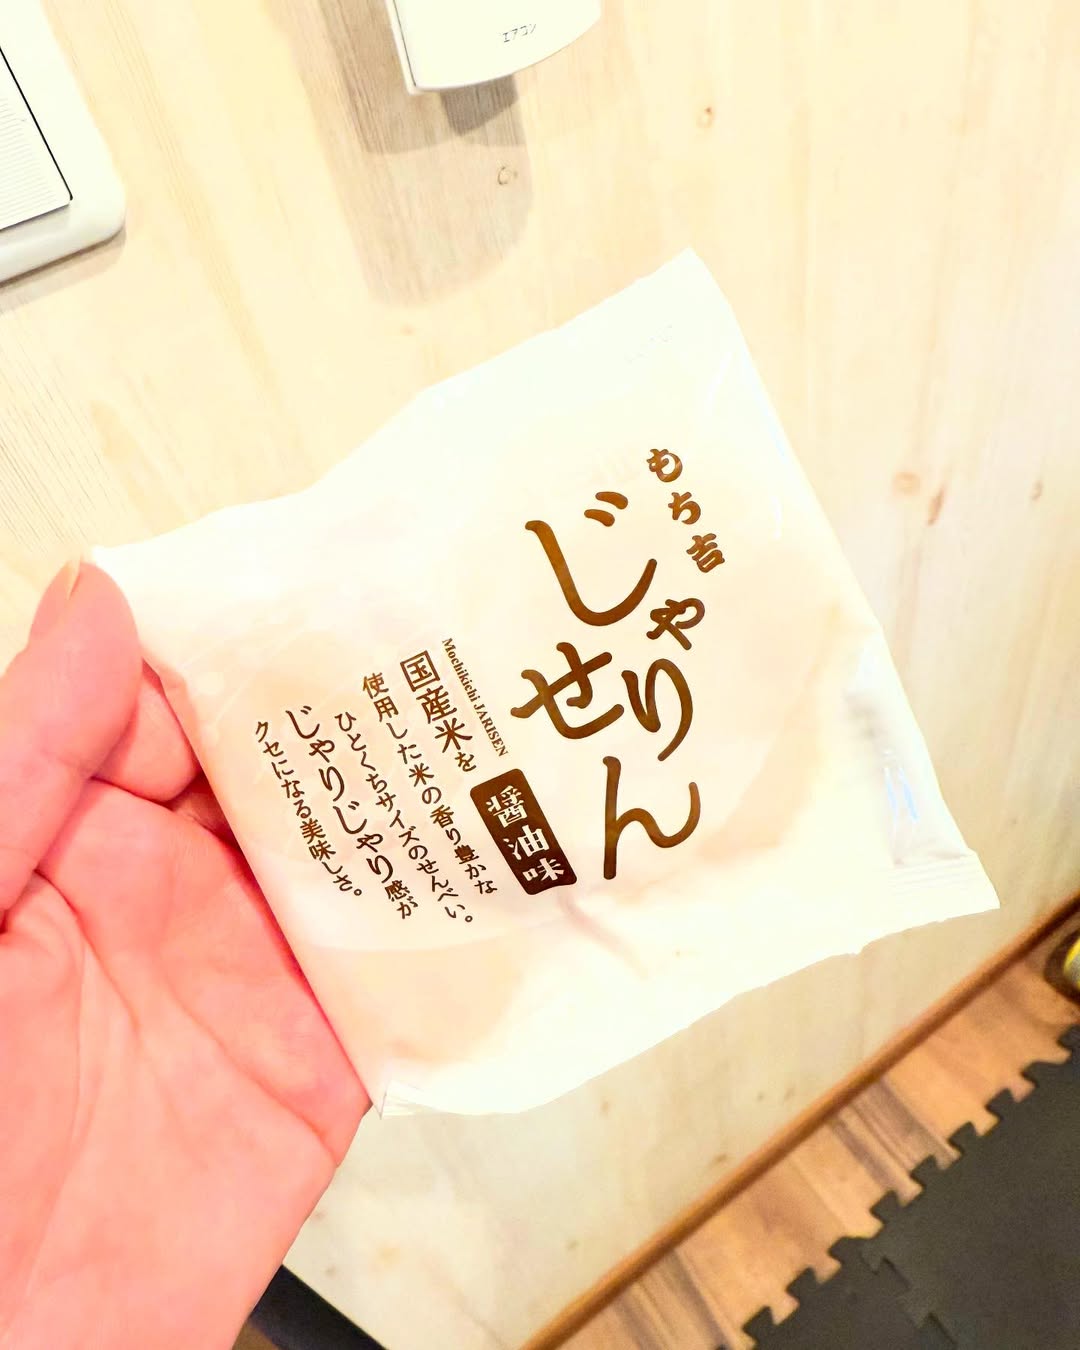 エアコン
もち吉
じゃり
せん
Mochikichi JARISEN
醤油味
国産米を
使用した米の香り豊かな
ひとくちサイズのせんべい。
じゃりじゃり感が
クセになる美味しさ。